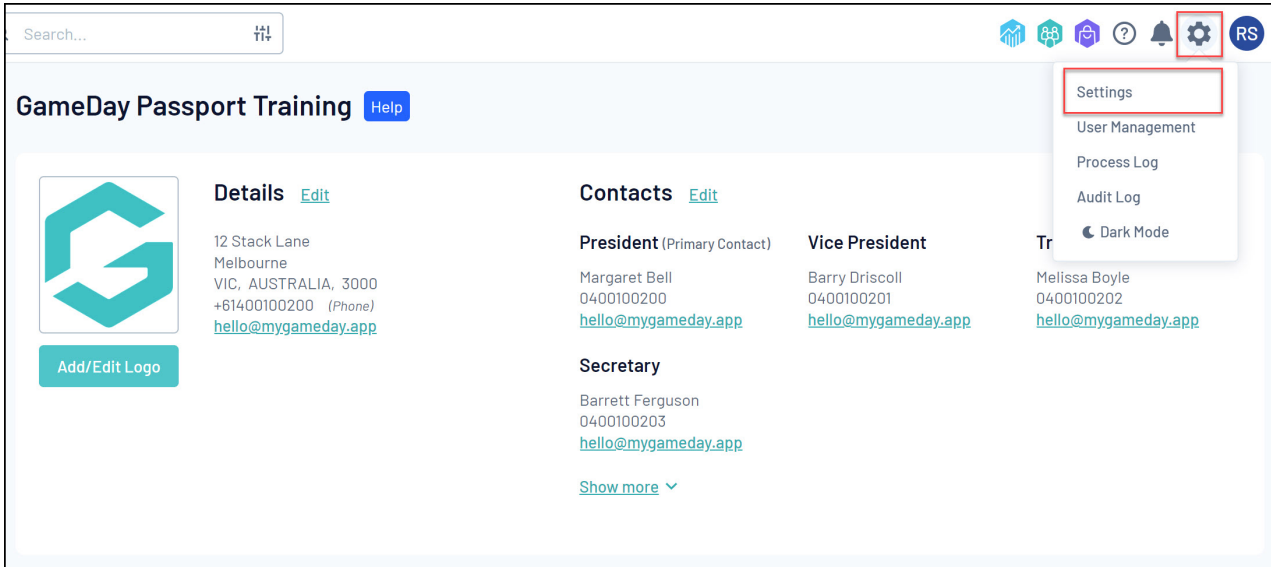 Search...
RS
Settings
User Management
Process Log
Audit Log
Dark Mode
GameDay Passport Training Help
Details Edit
12 Stack Lane
Melbourne
VIC, AUSTRALIA, 3000
+61400100200 (Phone)
hello@mygameday.app
Add/Edit Logo
Contacts Edit
President (Primary Contact)
Margaret Bell
0400100200
hello@mygameday.app
Vice President
Barry Driscoll
0400100201
hello@mygameday.app
Tr
Melissa Boyle
0400100202
hello@mygameday.app
Secretary
Barrett Ferguson
0400100203
hello@mygameday.app
Show more